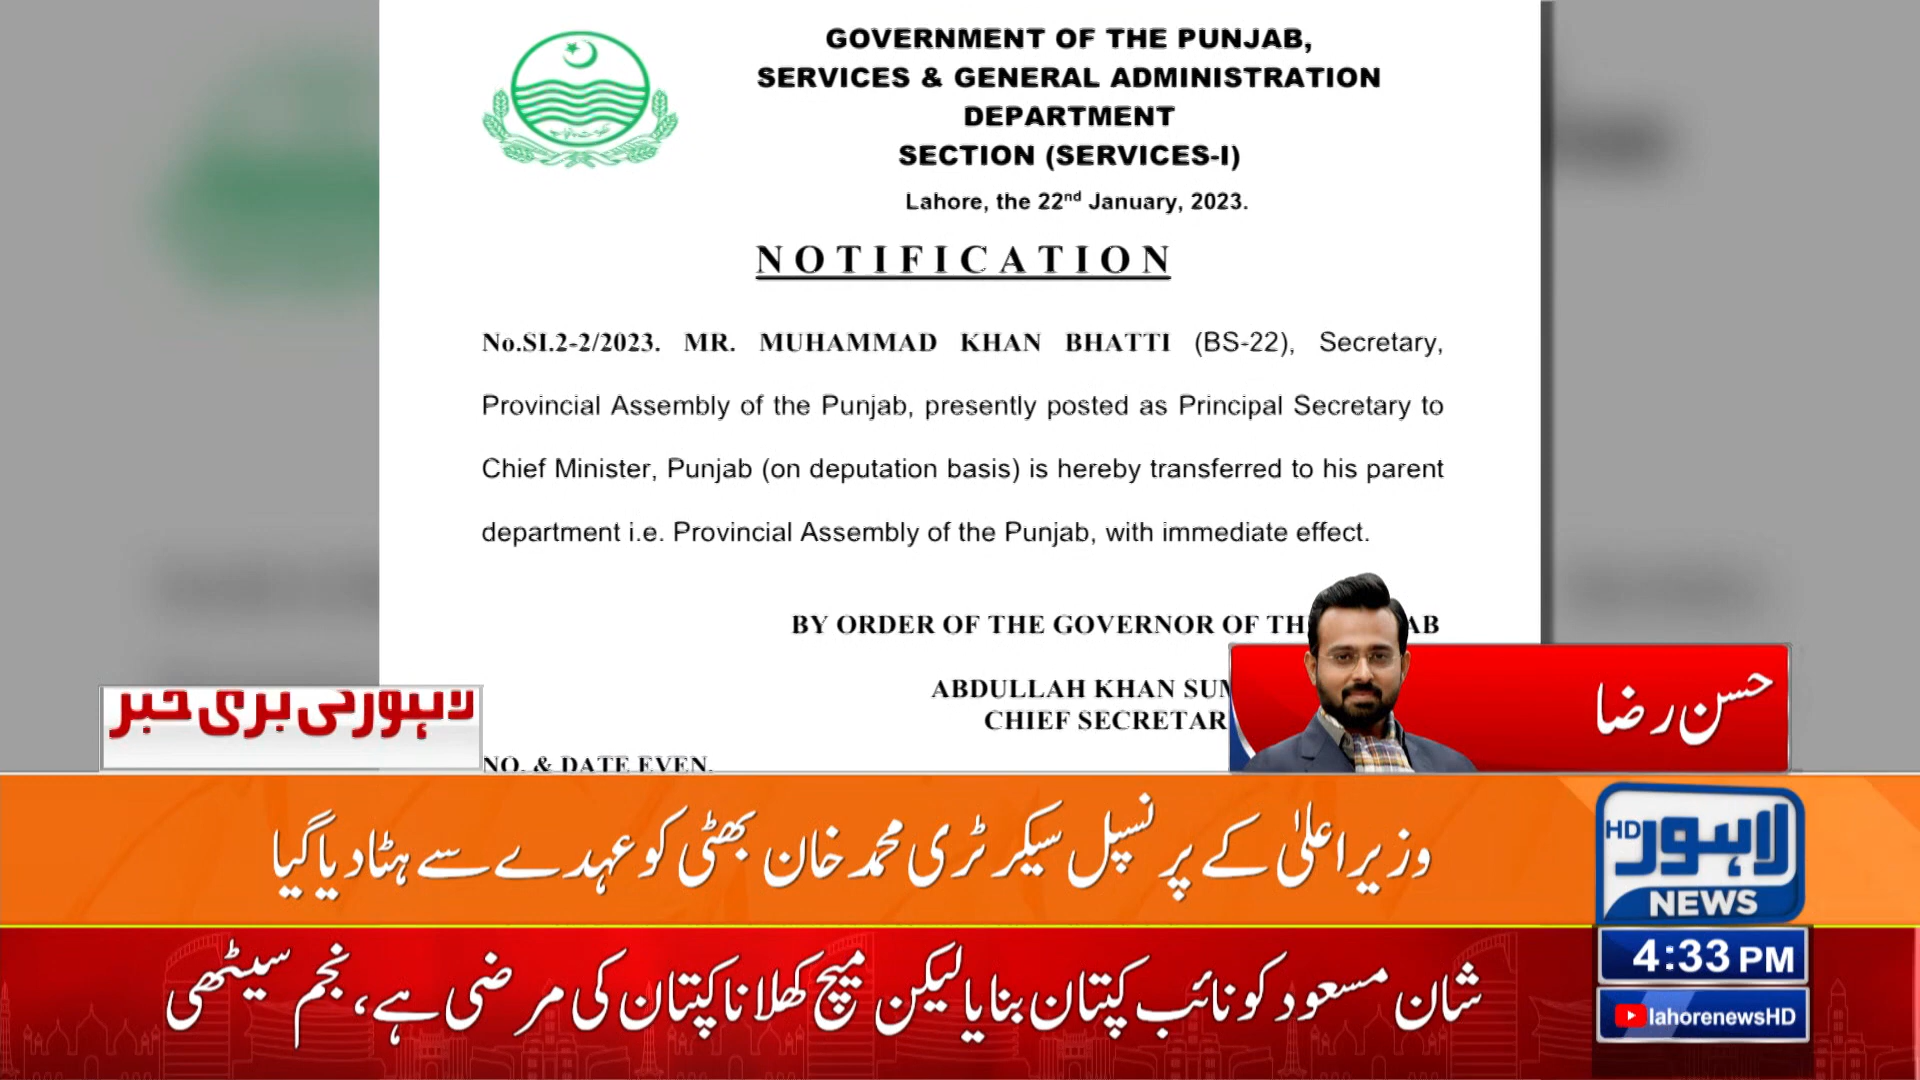 GOVERNMENT OF THE PUNJAB,
SERVICES & GENERAL ADMINISTRATION
DEPARTMENT
SECTION (SERVICES-I)
Lahore, the 22nd January, 2023.
NOTIFICATION
No.SI.2-2/2023. MR. MUHAMMAD KHAN BHATTI (BS-22), Secretary,
Provincial Assembly of the Punjab, presently posted as Principal Secretary to
Chief Minister, Punjab (on deputation basis) is hereby transferred to his parent
department i.e. Provincial Assembly of the Punjab, with immediate effect.
BY ORDER OF THE GOVERNOR OF TH AB
ABDULLAH KHAN SUM
CHIEF SECRETAR
NO. & DATE EVEN.
حسن رضا
لاہور کی بڑی خبر
وزیراعلیٰ کے پرنسپل سیکرٹری محمد خان بھٹی کو عہدے سے ہٹا دیا گیا
لاہور HD
NEWS
شان مسعود کو نائب کپتان بنایا لیکن میچ کھلانا کپتان کی مرضی ہے، نجم سیٹھی
4:33 PM
lahorenewsHD